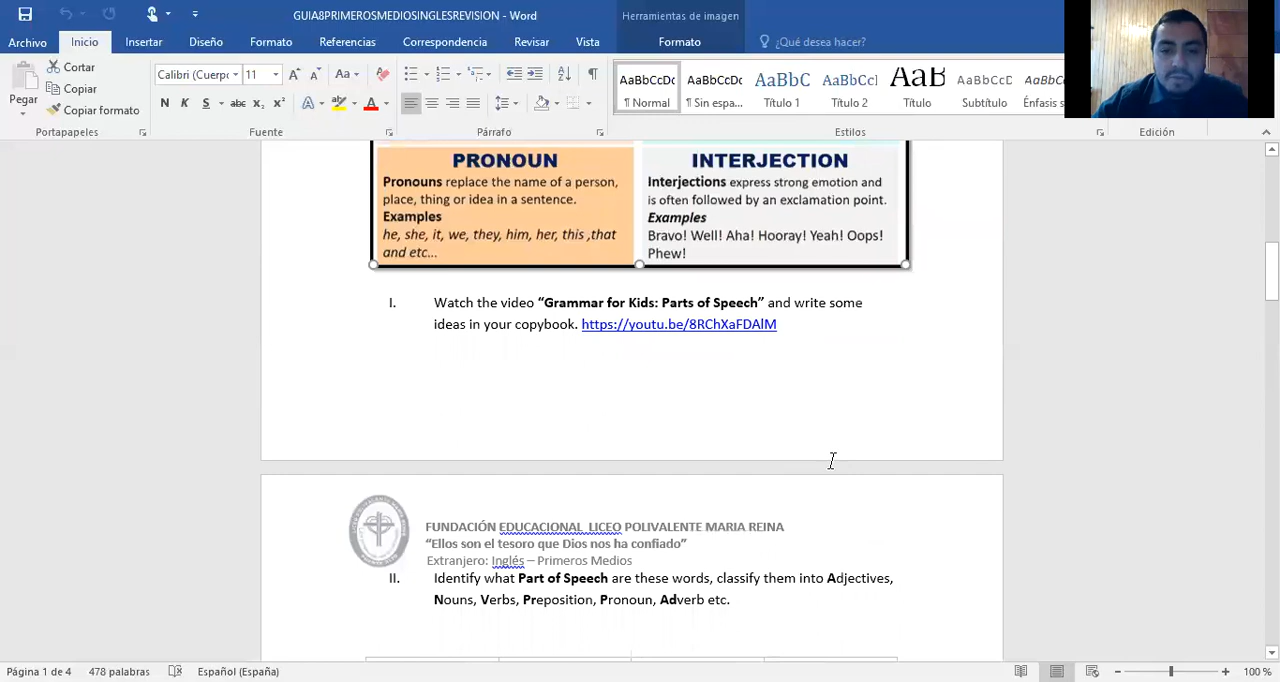 GUIA8PRIMEROSMEDIOSINGLESREVISION - Word
Herramientas de imagen
Archivo Inicio Insertar Diseño Formato Referencias Correspondencia Revisar Vista Formato ¿Qué desea hacer?
Pegar
Cortar
Copiar
Copiar formato
Calibri (Cuerpo 11
N K S abc x₂ x²
AaBbCcDc AaBbCcDc AaBbC AaBbCcI AaB AaBbCcD AaBbCcD
¶ Normal ¶ Sin espa... Título 1 Título 2 Título Subtítulo Énfasis s
Portapapeles Fuente Párrafo Estilos Edición
PRONOUN
Pronouns replace the name of a person,
place, thing or idea in a sentence.
Examples
he, she, it, we, they, him, her, this ,that
and etc...
INTERJECTION
Interjections express strong emotion and
is often followed by an exclamation point.
Examples
Bravo! Well! Aha! Hooray! Yeah! Oops!
Phew!
I. Watch the video “Grammar for Kids: Parts of Speech” and write some
ideas in your copybook. https://youtu.be/8RChXaFDAlM
FUNDACIÓN EDUCACIONAL LICEO POLIVALENTE MARIA REINA
“Ellos son el tesoro que Dios nos ha confiado”
Extranjero: Inglés – Primeros Medios
II. Identify what Part of Speech are these words, classify them into Adjectives,
Nouns, Verbs, Preposition, Pronoun, Adverb etc.
Página 1 de 4 478 palabras Español (España) 100 %